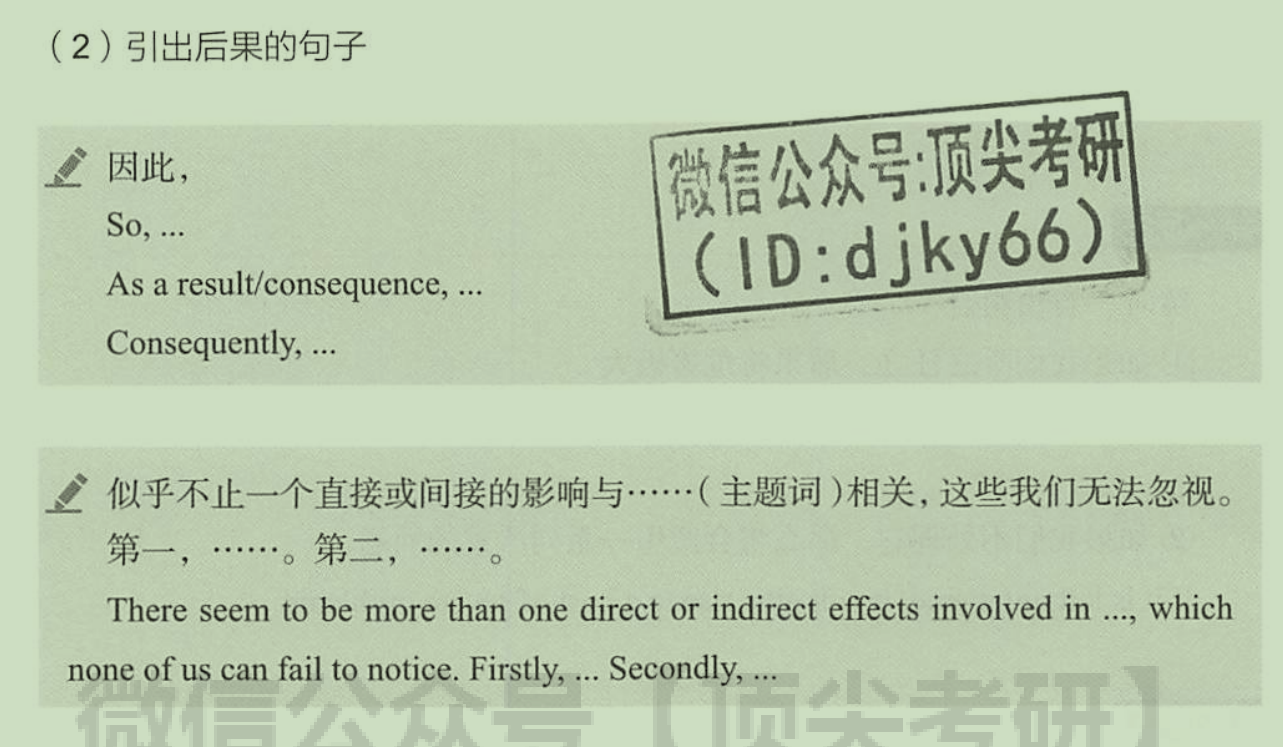 （2）引出后果的句子
因此，
So, ...
As a result/consequence, ...
Consequently, ...
微信公众号:顶尖考研
(ID:djky66)
似乎不止一个直接或间接的影响与……（主题词）相关，这些我们无法忽视。
第一，……。第二，……。
There seem to be more than one direct or indirect effects involved in ..., which
none of us can fail to notice. Firstly, ... Secondly, ...
微信公众号【顶尖考研】